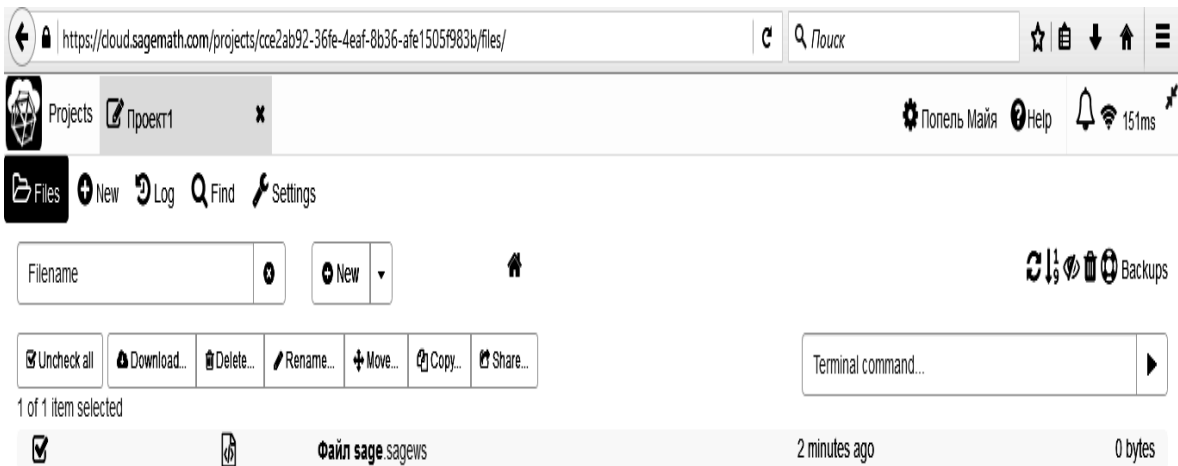 https://cloud.sagemath.com/projects/cce2ab92-36fe-4eaf-8b36-afe1505f983b/files/ Поиск
Projects Проект1 Попель Майя Help 151ms
Files New Log Find Settings
Filename New Backups
Uncheck all Download... Delete... Rename... Move... Copy... Share... Terminal command...
1 of 1 item selected
Файл sage.sagews 2 minutes ago 0 bytes